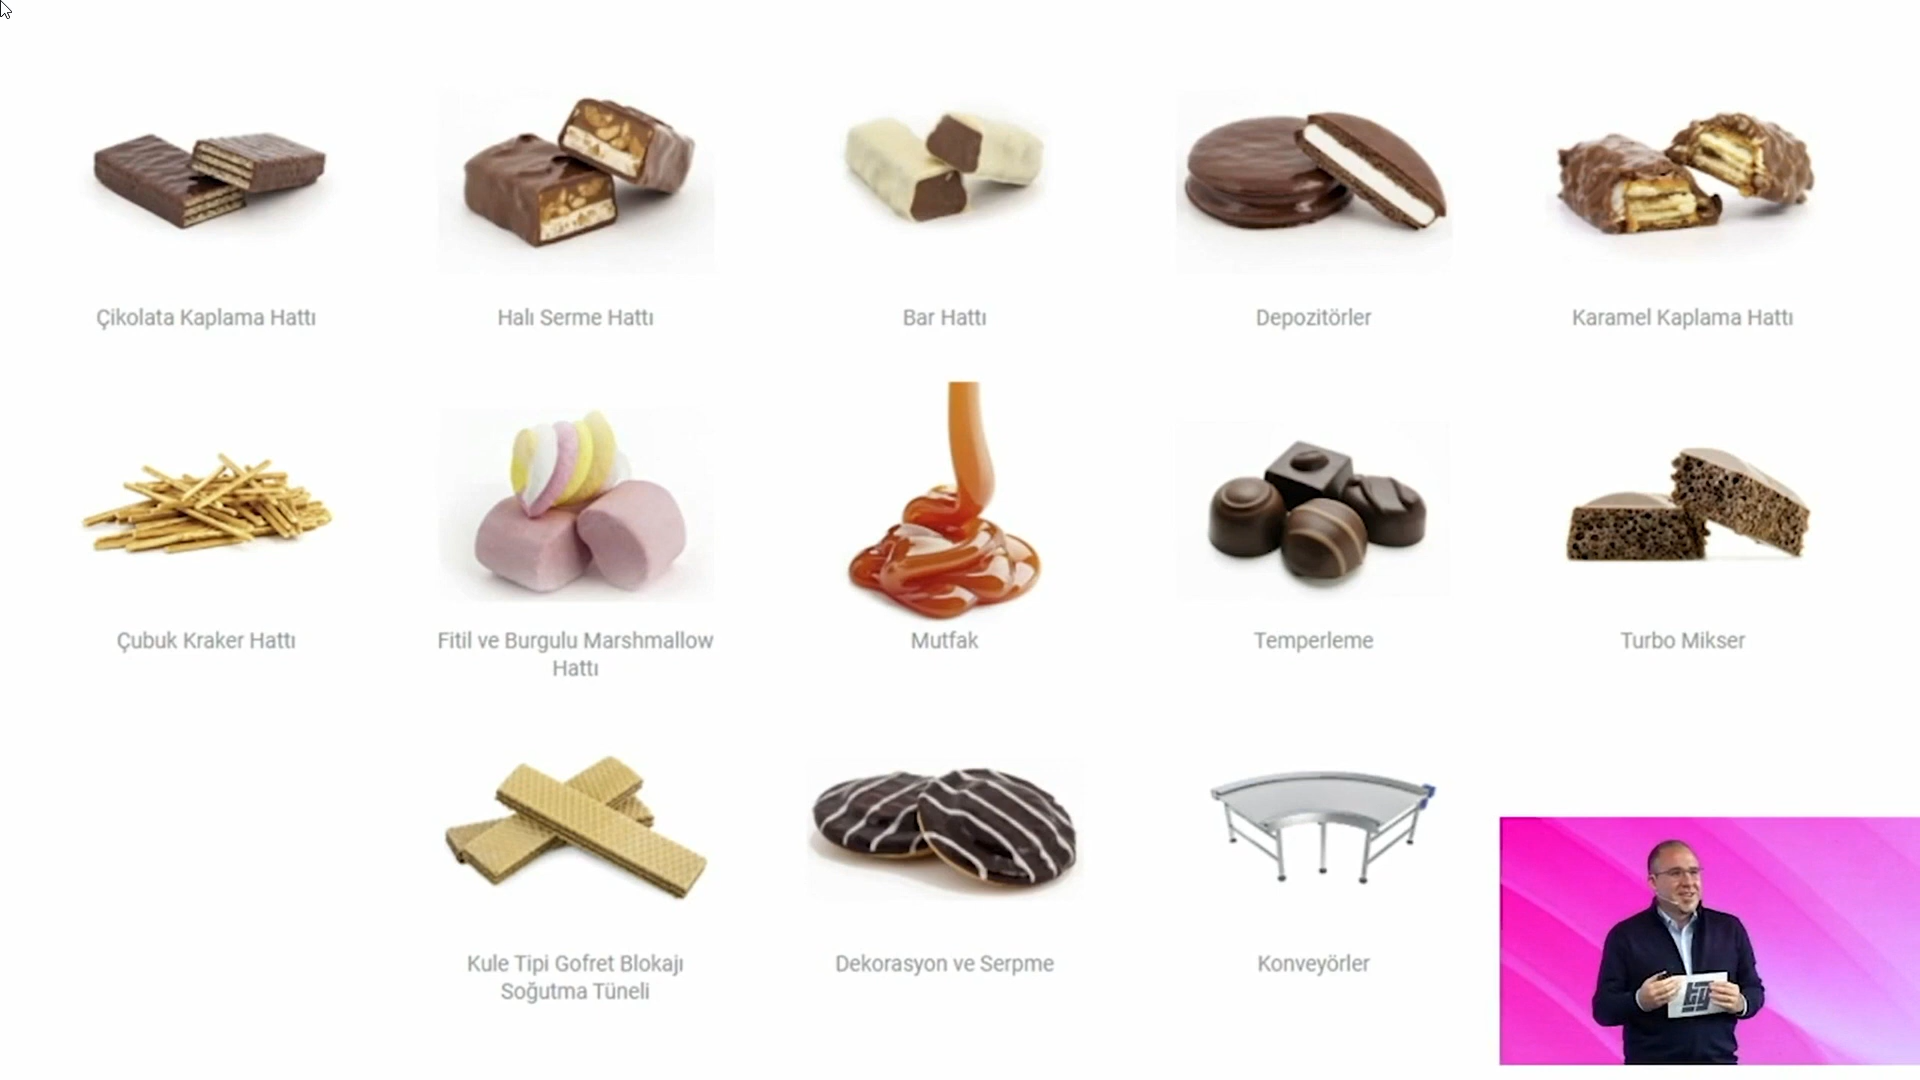 Çikolata Kaplama Hattı
Halı Serme Hattı
Bar Hattı
Depozitörler
Karamel Kaplama Hattı
Çubuk Kraker Hattı
Fitil ve Burgulu Marshmallow
Hattı
Mutfak
Temperleme
Turbo Mikser
Kule Tipi Gofret Blokajı
Soğutma Tüneli
Dekorasyon ve Serpme
Konveyörler